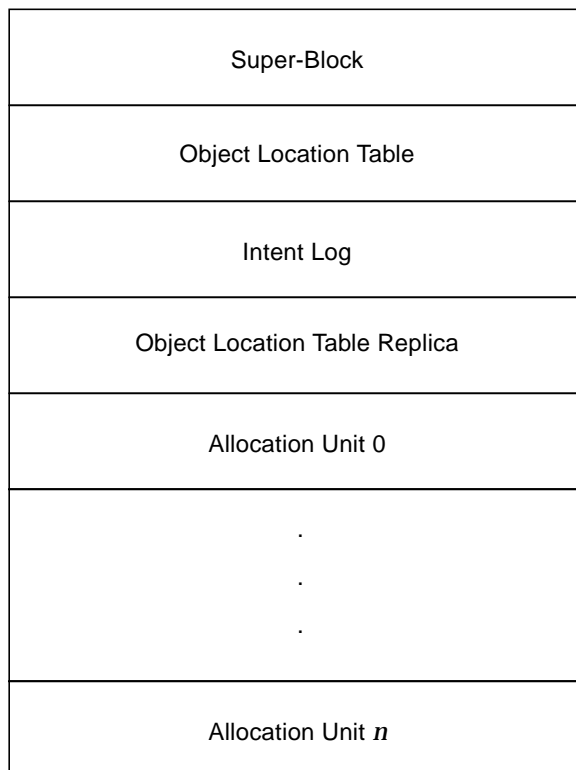 Super-Block
Object Location Table
Intent Log
Object Location Table Replica
Allocation Unit 0
.
.
.
Allocation Unit n